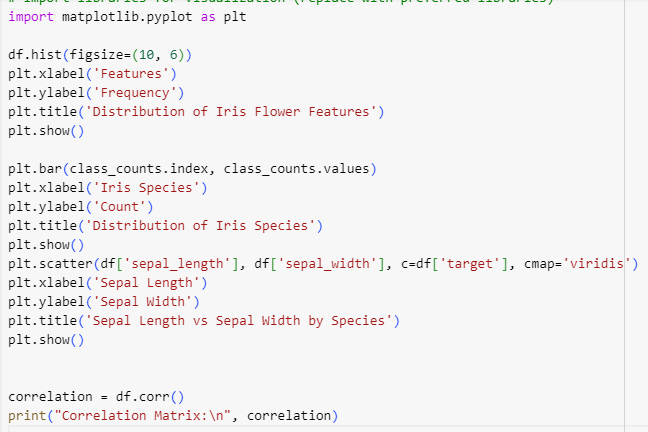 # Import libraries for visualization (replace with preferred libraries)
import matplotlib.pyplot as plt
df.hist(figsize=(10, 6))
plt.xlabel('Features')
plt.ylabel('Frequency')
plt.title('Distribution of Iris Flower Features')
plt.show()
plt.bar(class_counts.index, class_counts.values)
plt.xlabel('Iris Species')
plt.ylabel('Count')
plt.title('Distribution of Iris Species')
plt.show()
plt.scatter(df['sepal_length'], df['sepal_width'], c=df['target'], cmap='viridis')
plt.xlabel('Sepal Length')
plt.ylabel('Sepal Width')
plt.title('Sepal Length vs Sepal Width by Species')
plt.show()
correlation = df.corr()
print("Correlation Matrix:\n", correlation)